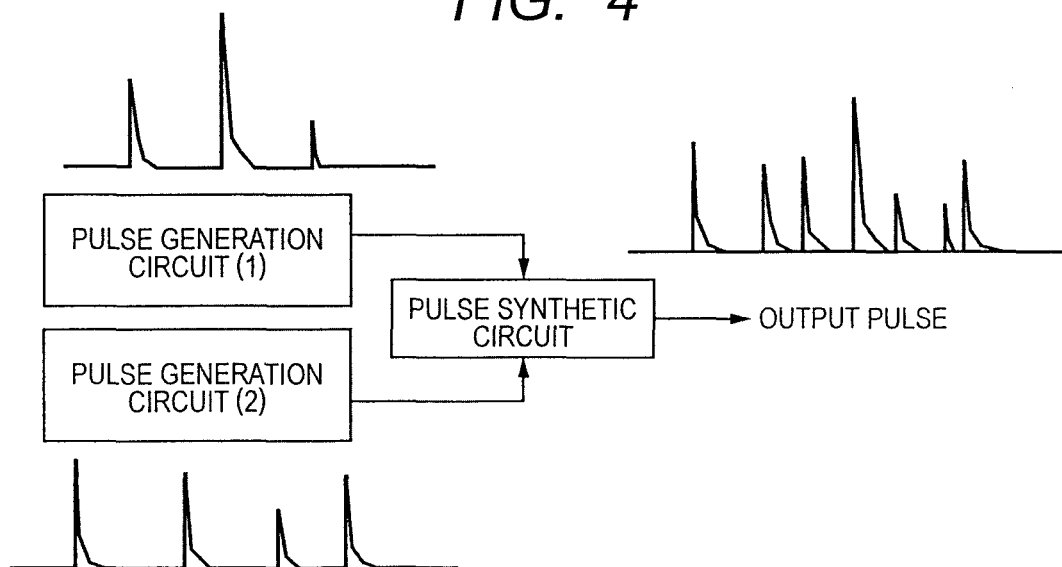 FIG. 4
PULSE GENERATION
CIRCUIT (1)
PULSE SYNTHETIC
CIRCUIT
OUTPUT PULSE
PULSE GENERATION
CIRCUIT (2)